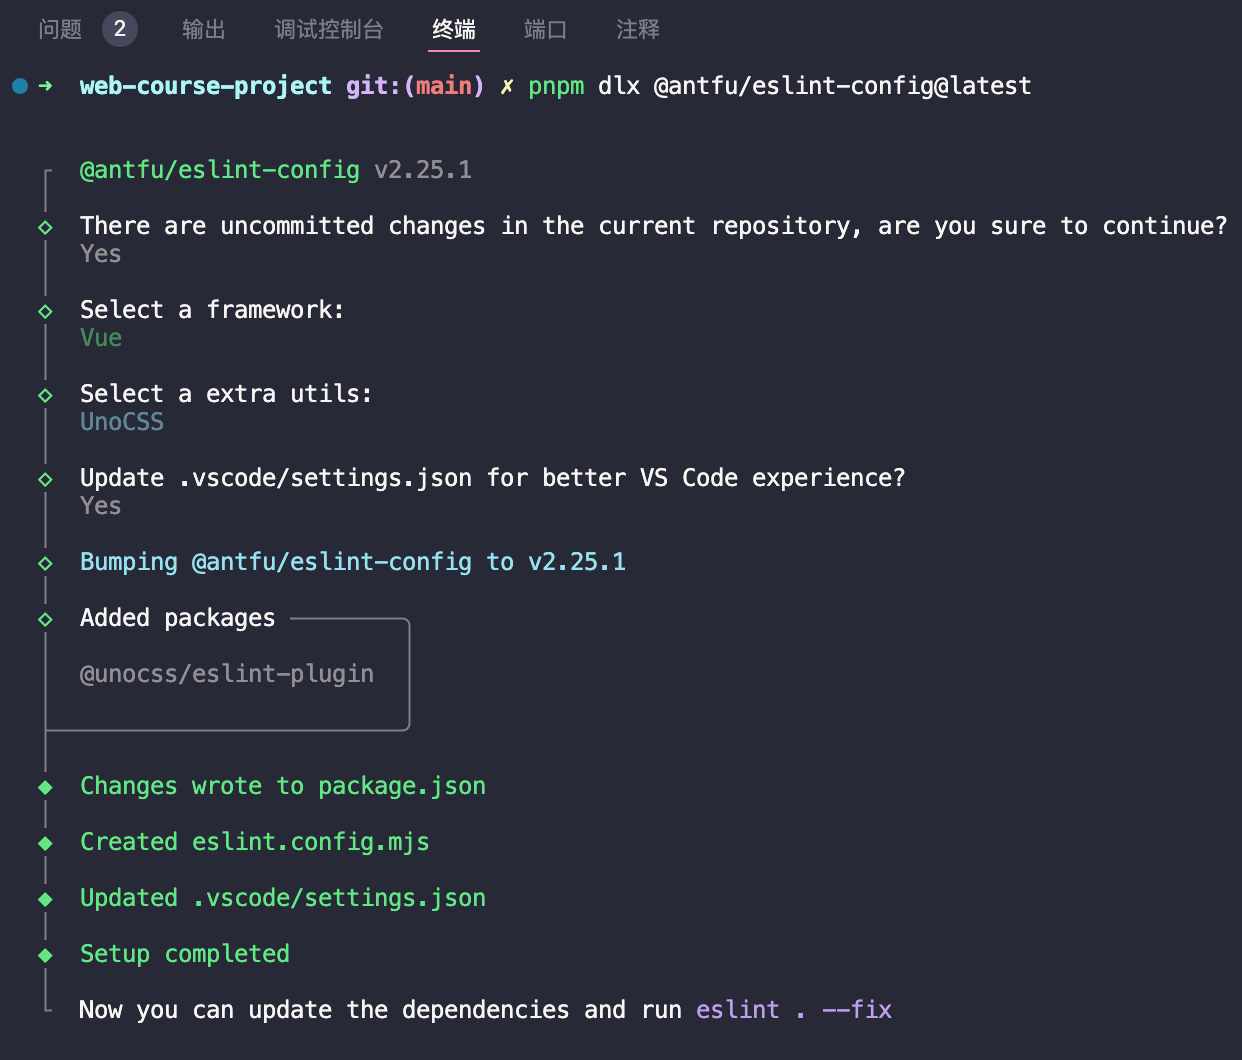 问题 2 输出 调试控制台 终端 端口 注释
➜ web-course-project git:(main) ✗ pnpm dlx @antfu/eslint-config@latest
@antfu/eslint-config v2.25.1
There are uncommitted changes in the current repository, are you sure to continue?
Yes
Select a framework:
Vue
Select a extra utils:
UnoCSS
Update .vscode/settings.json for better VS Code experience?
Yes
Bumping @antfu/eslint-config to v2.25.1
Added packages
@unocss/eslint-plugin
Changes wrote to package.json
Created eslint.config.mjs
Updated .vscode/settings.json
Setup completed
Now you can update the dependencies and run eslint . --fix